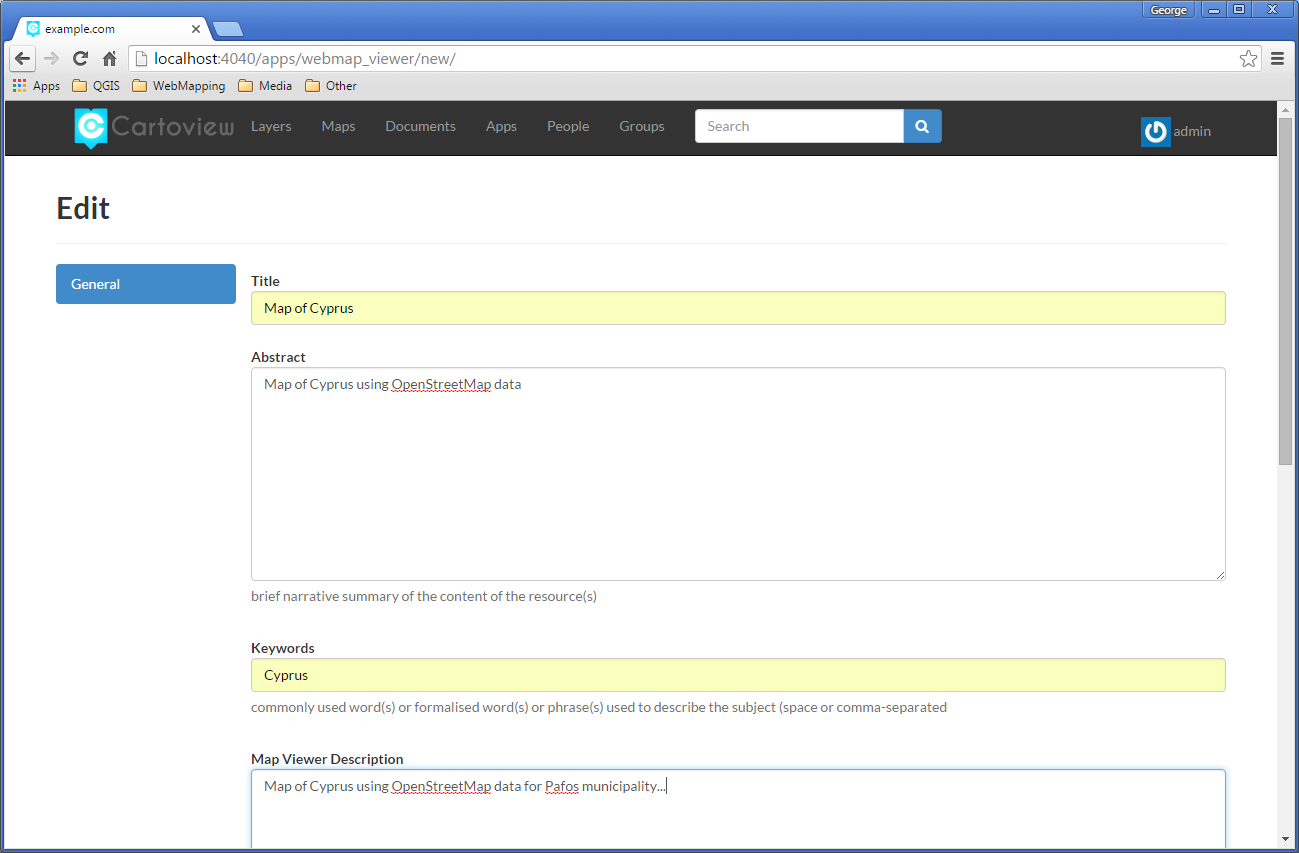 George
example.com
localhost:4040/apps/webmap_viewer/new/
Apps QGIS WebMapping Media Other
Cartoview Layers Maps Documents Apps People Groups Search admin
Edit
General
Title
Map of Cyprus
Abstract
Map of Cyprus using OpenStreetMap data
brief narrative summary of the content of the resource(s)
Keywords
Cyprus
commonly used word(s) or formalised word(s) or phrase(s) used to describe the subject (space or comma-separated
Map Viewer Description
Map of Cyprus using OpenStreetMap data for Pafos municipality...